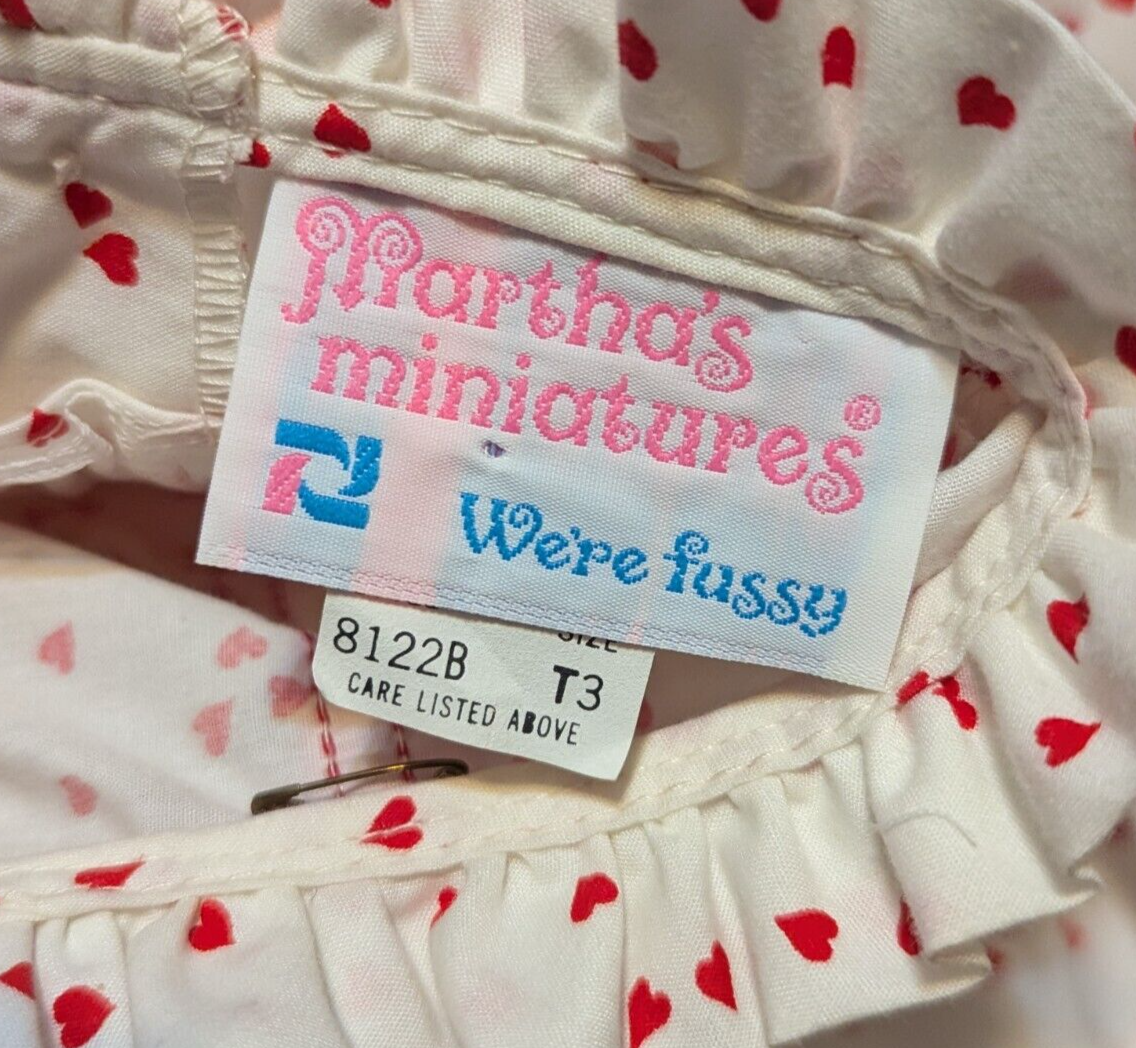 Martha's
miniatures®
We're fussy
SIZE
8122B T3
CARE LISTED ABOVE